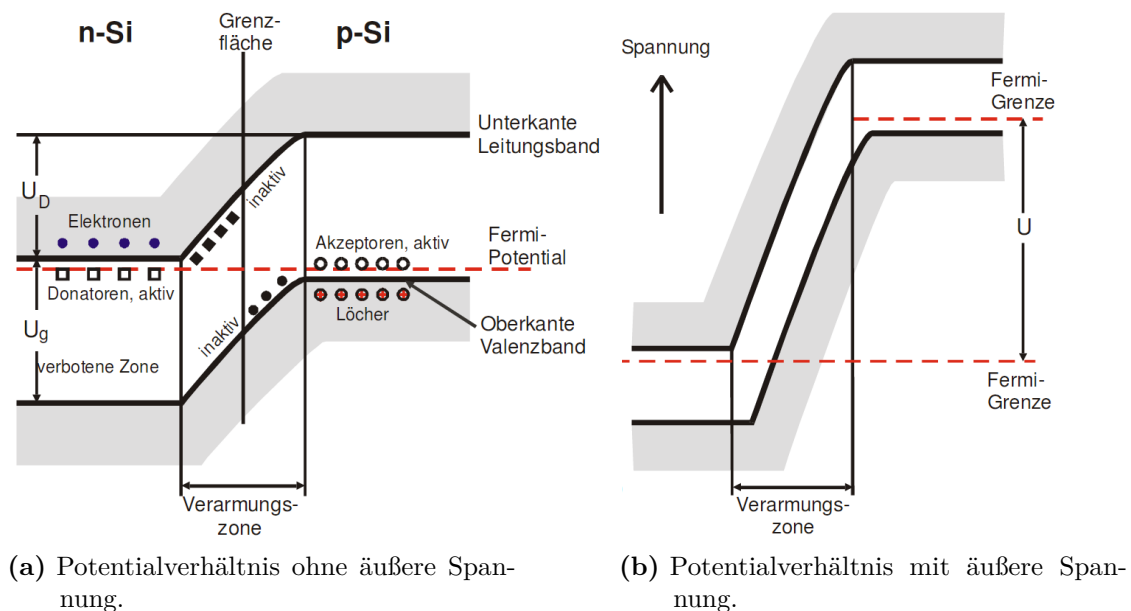 n-Si
Grenz-
fläche
p-Si
Unterkante
Leitungsband
U_D
Elektronen
inaktiv
Akzeptoren, aktiv
Fermi-
Potential
Donatoren, aktiv
U_g
inaktiv
Löcher
Oberkante
Valenzband
verbotene Zone
Verarmungs-
zone
(a) Potentialverhältnis ohne äußere Span-
nung.
Spannung
Fermi-
Grenze
U
Fermi-
Grenze
Verarmungs-
zone
(b) Potentialverhältnis mit äußere Span-
nung.